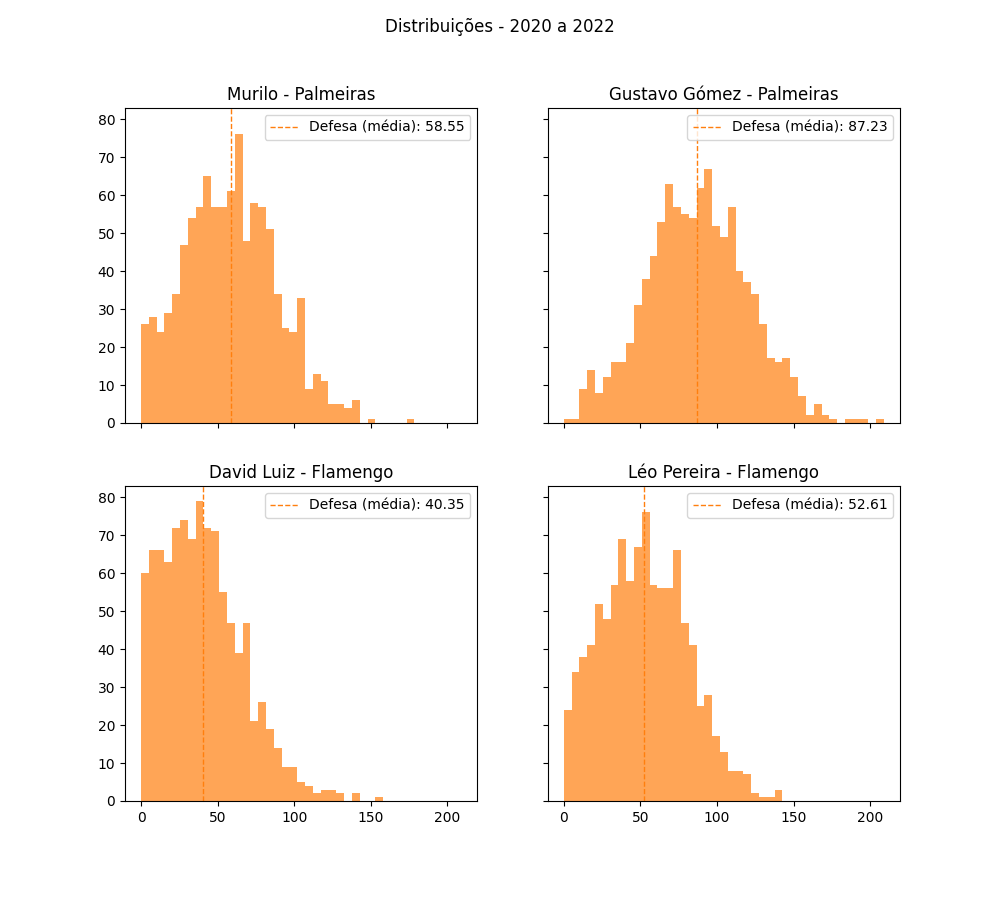 Distribuições - 2020 a 2022
Murilo - Palmeiras
Defesa (média): 58.55
80
70
60
50
40
30
20
10
0
Gustavo Gómez - Palmeiras
Defesa (média): 87.23
David Luiz - Flamengo
Defesa (média): 40.35
80
70
60
50
40
30
20
10
0
0 50 100 150 200
Léo Pereira - Flamengo
Defesa (média): 52.61
0 50 100 150 200